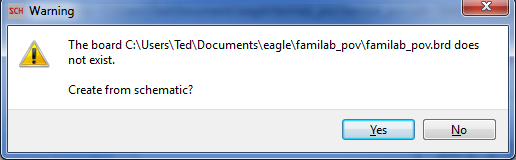 SCH Warning
The board C:\Users\Ted\Documents\eagle\familab_pov\familab_pov.brd does
not exist.
Create from schematic?
Yes No